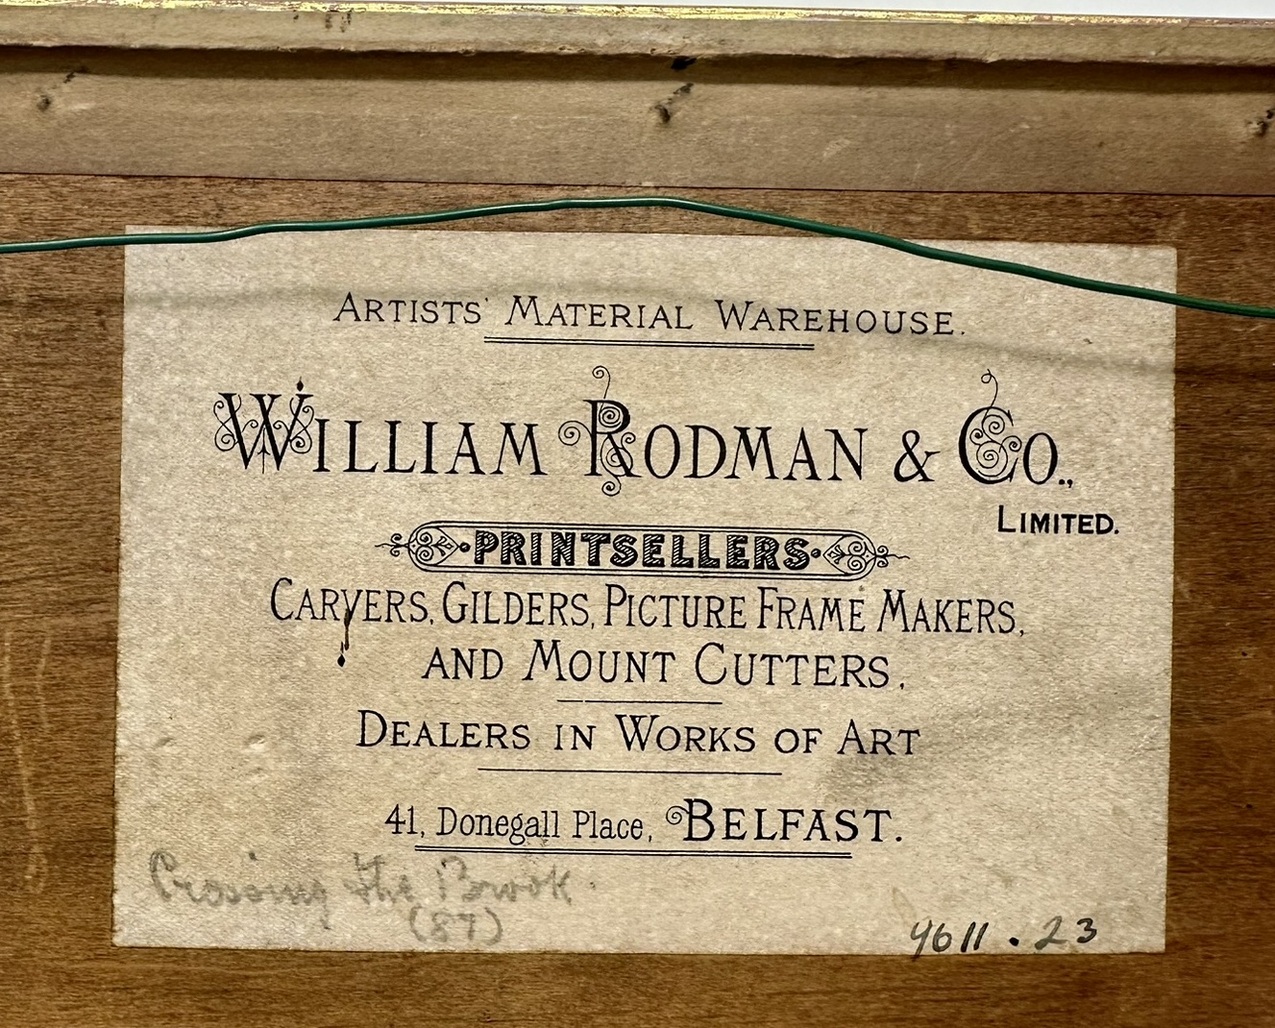 ARTISTS' MATERIAL WAREHOUSE.
WILLIAM RODMAN & CO.,
LIMITED.
PRINTSELLERS
CARVERS, GILDERS, PICTURE FRAME MAKERS,
AND MOUNT CUTTERS,
DEALERS IN WORKS OF ART
41, Donegall Place, BELFAST.
Crossing the Brook
(87)
4611.23